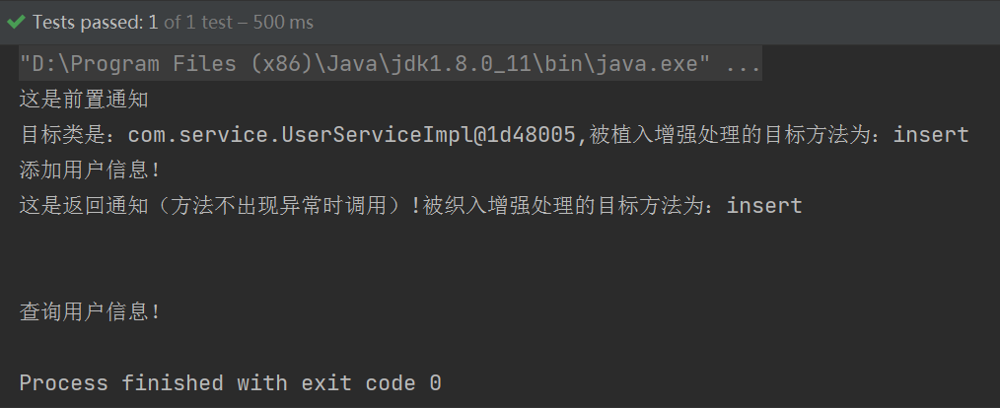 Tests passed: 1 of 1 test – 500 ms
"D:\Program Files (x86)\Java\jdk1.8.0_11\bin\java.exe" ...
这是前置通知
目标类是：com.service.UserServiceImpl@1d48005,被植入增强处理的目标方法为：insert
添加用户信息！
这是返回通知（方法不出现异常时调用）!被织入增强处理的目标方法为：insert
查询用户信息！
Process finished with exit code 0